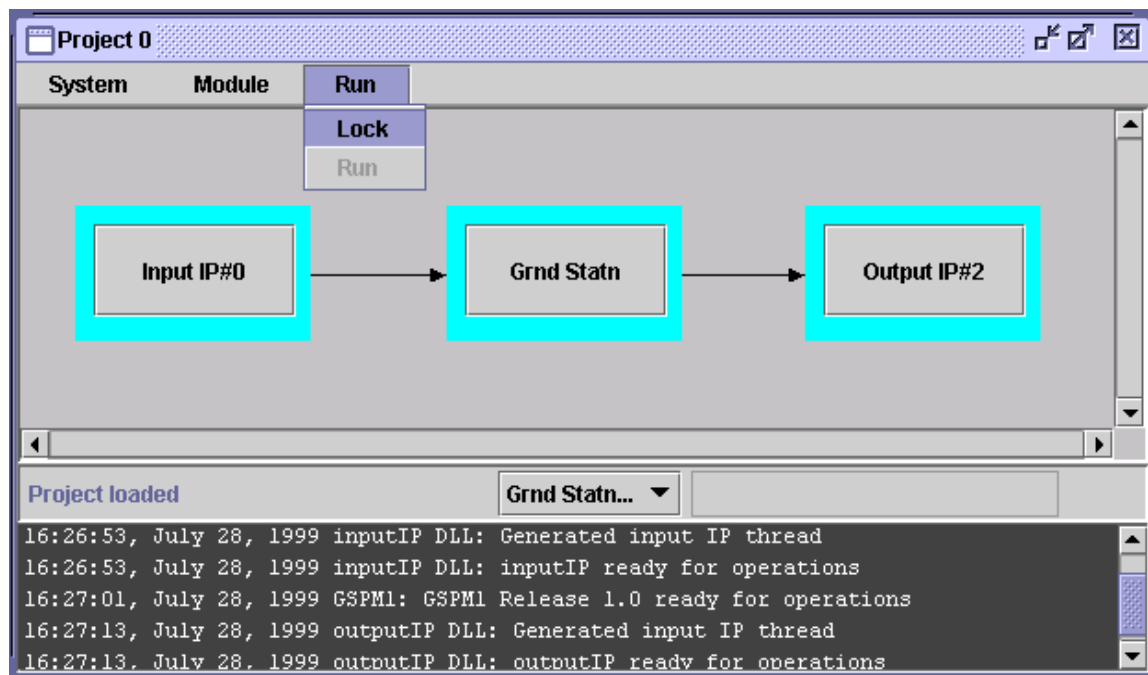 Project 0
System Module Run
Lock
Run
Input IP#0 Grnd Statn Output IP#2
Project loaded Grnd Statn...
16:26:53, July 28, 1999 inputIP DLL: Generated input IP thread
16:26:53, July 28, 1999 inputIP DLL: inputIP ready for operations
16:27:01, July 28, 1999 GSPM1: GSPM1 Release 1.0 ready for operations
16:27:13, July 28, 1999 outputIP DLL: Generated input IP thread
16:27:13, July 28, 1999 outputIP DLL: outputIP ready for operations